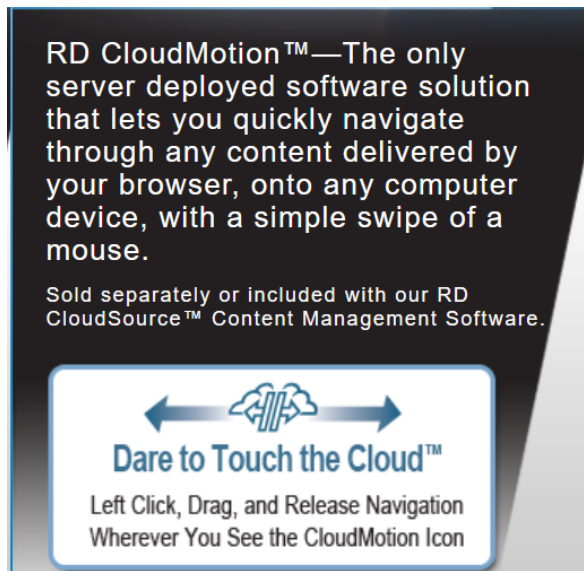 RD CloudMotion™—The only
server deployed software solution
that lets you quickly navigate
through any content delivered by
your browser, onto any computer
device, with a simple swipe of a
mouse.
Sold separately or included with our RD
CloudSource™ Content Management Software.
Dare to Touch the Cloud™
Left Click, Drag, and Release Navigation
Wherever You See the CloudMotion Icon